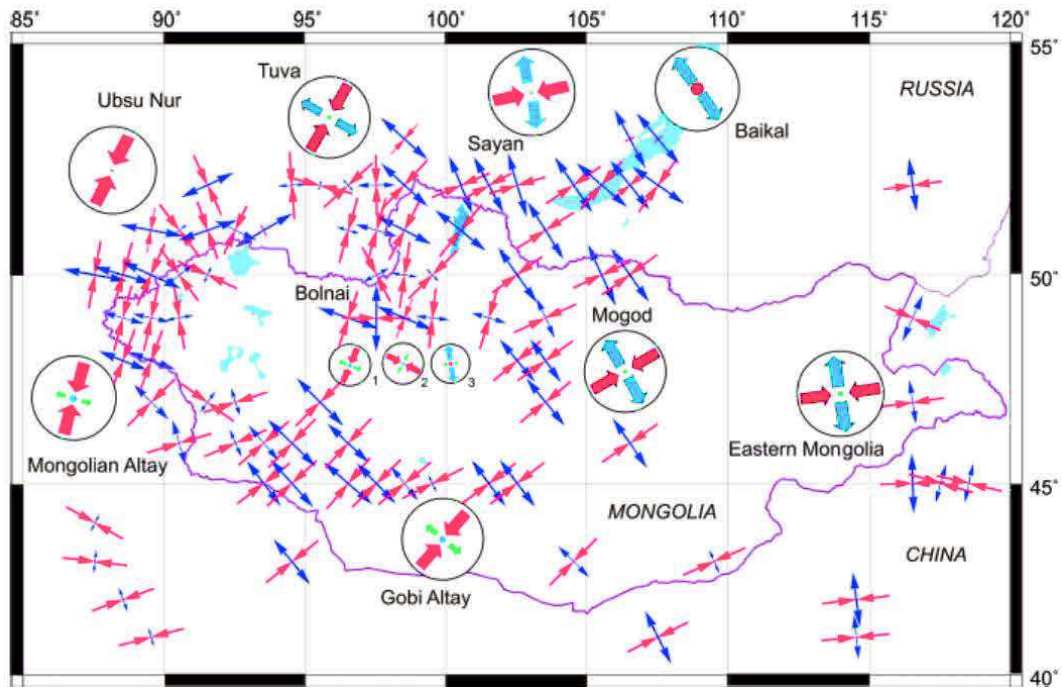 85° 90° 95° 100° 105° 110° 115° 120°
55°
Tuva
Ubsu Nur
RUSSIA
Sayan
Baikal
50°
Bolnai
Mogod
1 2 3
Mongolian Altay
Eastern Mongolia
45°
MONGOLIA
CHINA
Gobi Altay
40°